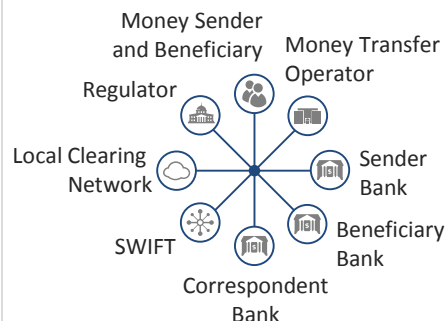 Money Sender
and Beneficiary
Money Transfer
Operator
Regulator
Local Clearing
Network
Sender
Bank
SWIFT
Beneficiary
Bank
Correspondent
Bank